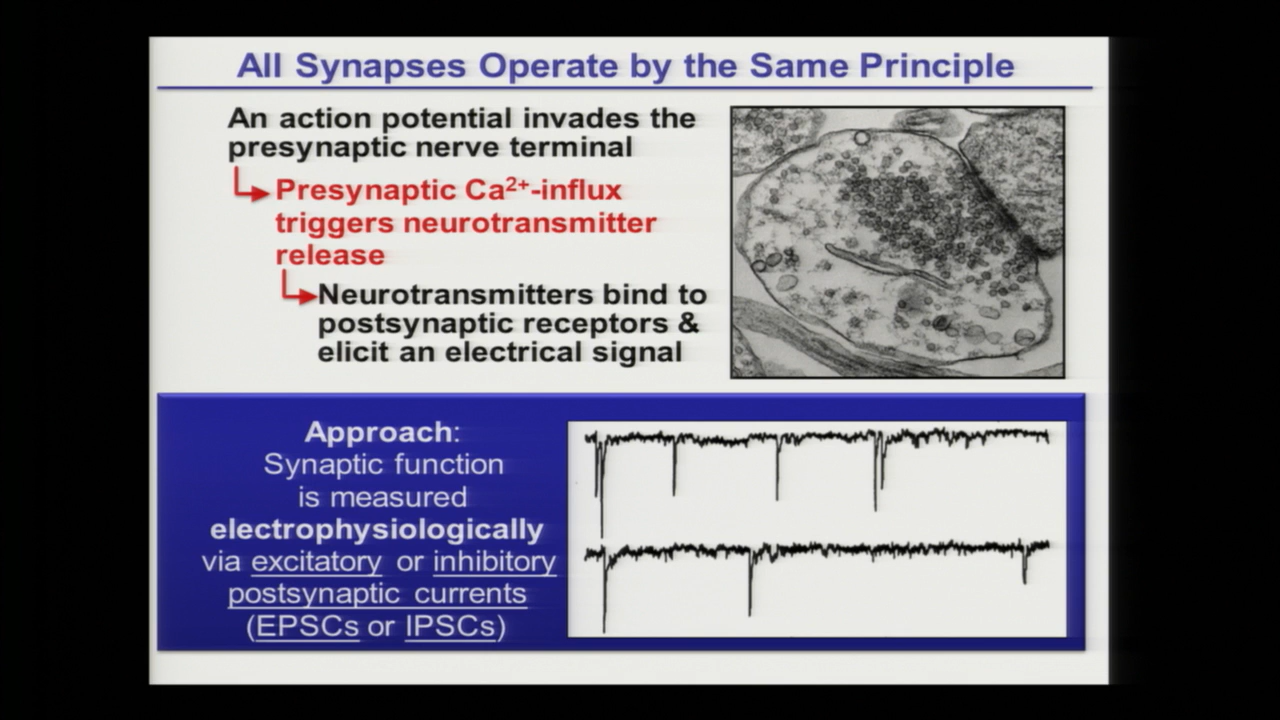 All Synapses Operate by the Same Principle
An action potential invades the
presynaptic nerve terminal
Presynaptic Ca²⁺-influx
triggers neurotransmitter
release
Neurotransmitters bind to
postsynaptic receptors &
elicit an electrical signal
Approach:
Synaptic function
is measured
electrophysiologically
via excitatory or inhibitory
postsynaptic currents
(EPSCs or IPSCs)